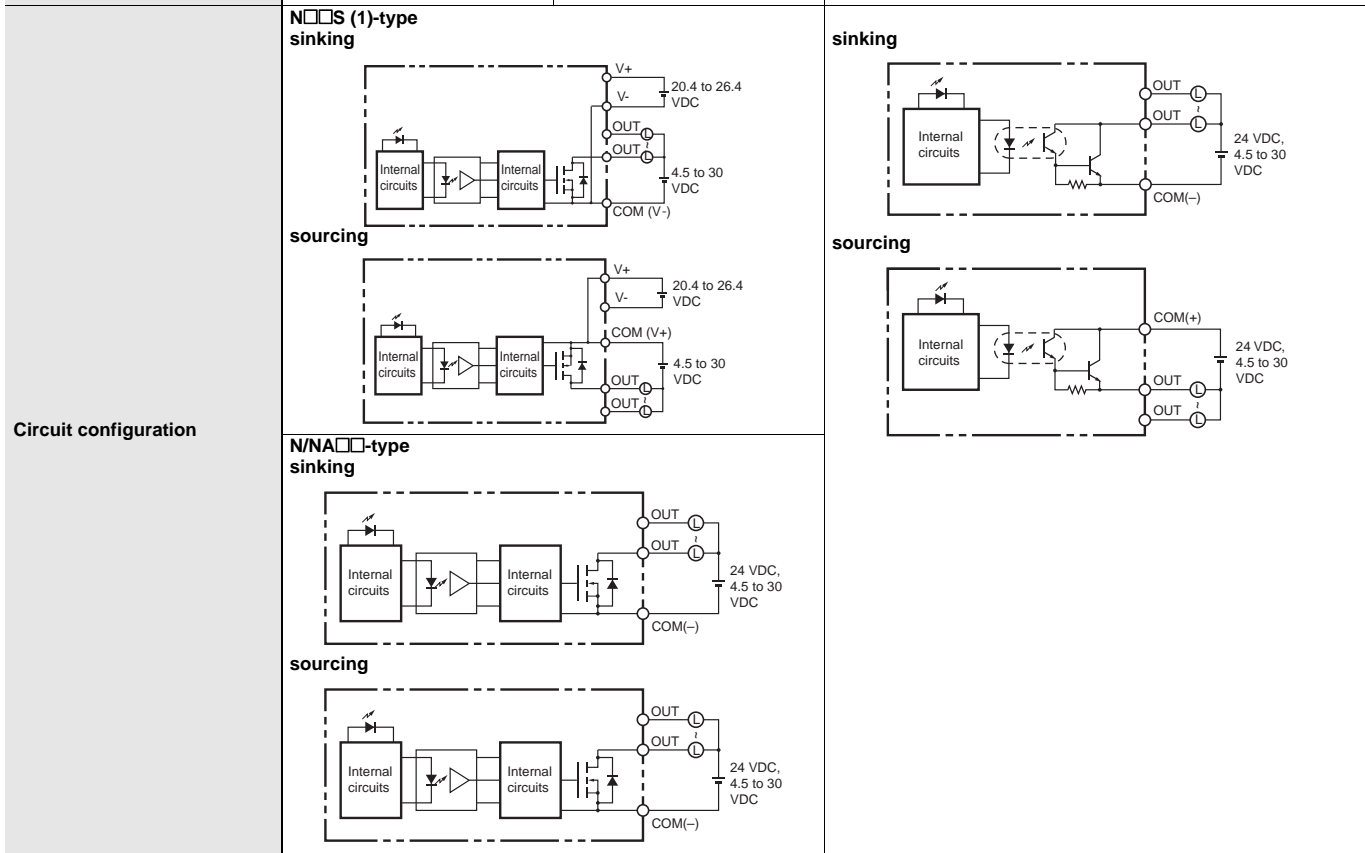 Circuit configuration
N□□S (1)-type
sinking
V+
20.4 to 26.4
VDC
V-
OUT
L
~
OUT
L
Internal
circuits
Internal
circuits
4.5 to 30
VDC
COM (V-)
sourcing
V+
20.4 to 26.4
VDC
V-
COM (V+)
Internal
circuits
Internal
circuits
4.5 to 30
VDC
OUT
L
~
OUT
L
N/NA□□-type
sinking
OUT
L
~
OUT
L
Internal
circuits
Internal
circuits
24 VDC,
4.5 to 30
VDC
COM(–)
sourcing
OUT
L
~
OUT
L
Internal
circuits
Internal
circuits
24 VDC,
4.5 to 30
VDC
COM(–)
sinking
OUT
L
~
OUT
L
Internal
circuits
24 VDC,
4.5 to 30
VDC
COM(–)
sourcing
COM(+)
Internal
circuits
24 VDC,
4.5 to 30
VDC
OUT
L
~
OUT
L